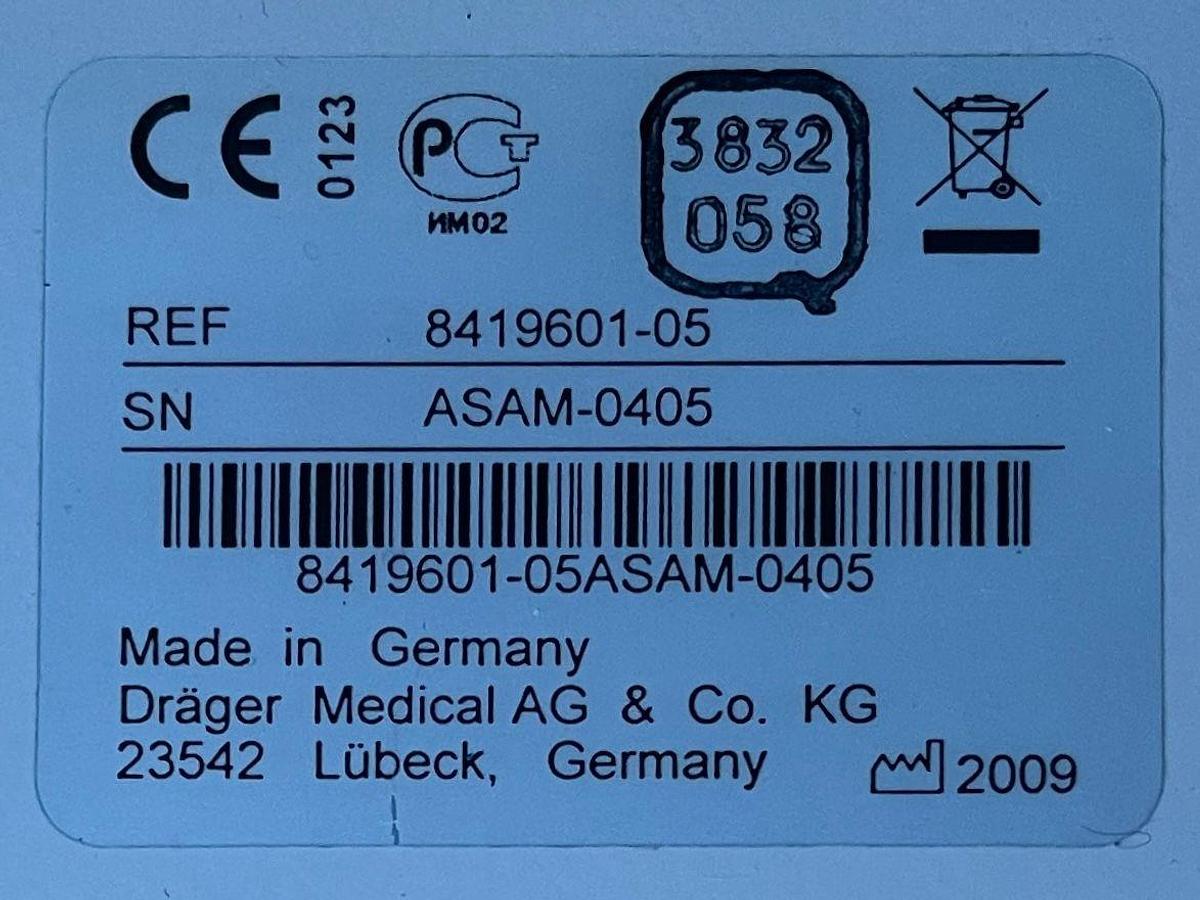 CE 0123
РСТ
ИМ02
3832
058
REF 8419601-05
SN ASAM-0405
8419601-05ASAM-0405
Made in Germany
Dräger Medical AG & Co. KG
23542 Lübeck, Germany
2009